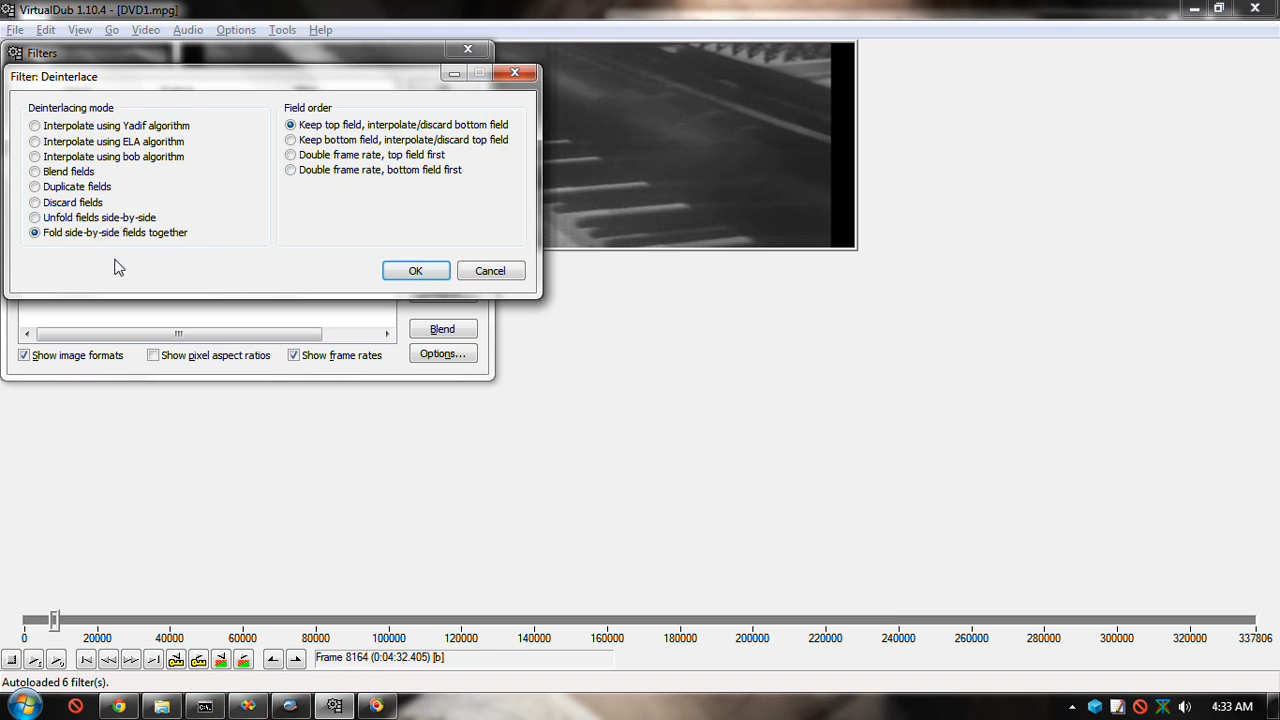 VirtualDub 1.10.4 - [DVD1.mpg]
File Edit View Go Video Audio Options Tools Help
Filters
Filter: Deinterlace
Deinterlacing mode
Interpolate using Yadif algorithm
Interpolate using ELA algorithm
Interpolate using bob algorithm
Blend fields
Duplicate fields
Discard fields
Unfold fields side-by-side
Fold side-by-side fields together
Field order
Keep top field, interpolate/discard bottom field
Keep bottom field, interpolate/discard top field
Double frame rate, top field first
Double frame rate, bottom field first
OK Cancel
Blend
Show image formats Show pixel aspect ratios Show frame rates Options...
0 20000 40000 60000 80000 100000 120000 140000 160000 180000 200000 220000 240000 260000 280000 300000 320000 337806
Frame 8164 (0:04:32.405) [b]
Autoloaded 6 filter(s).
4:33 AM